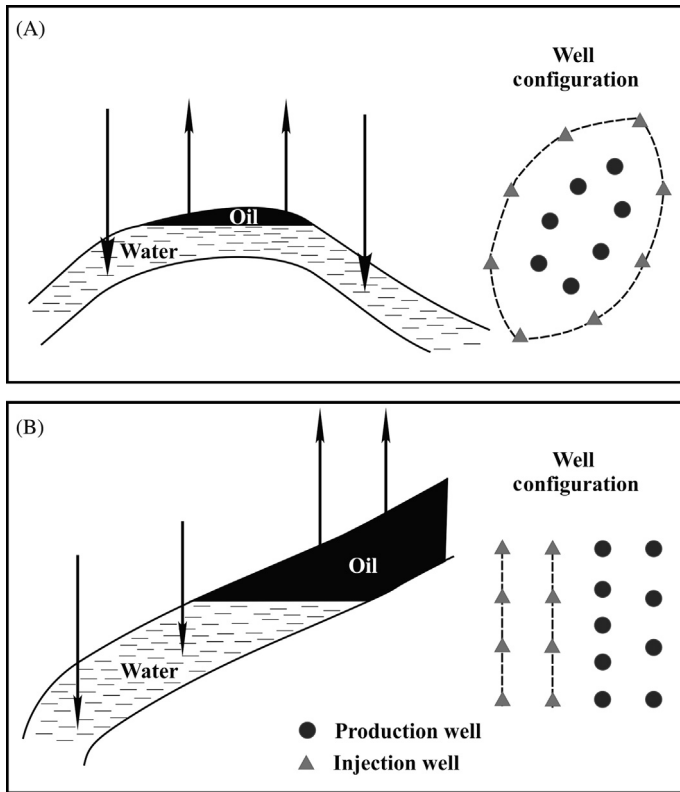 (A)
Well
configuration
Oil
Water
(B)
Well
configuration
Oil
Water
Production well
Injection well